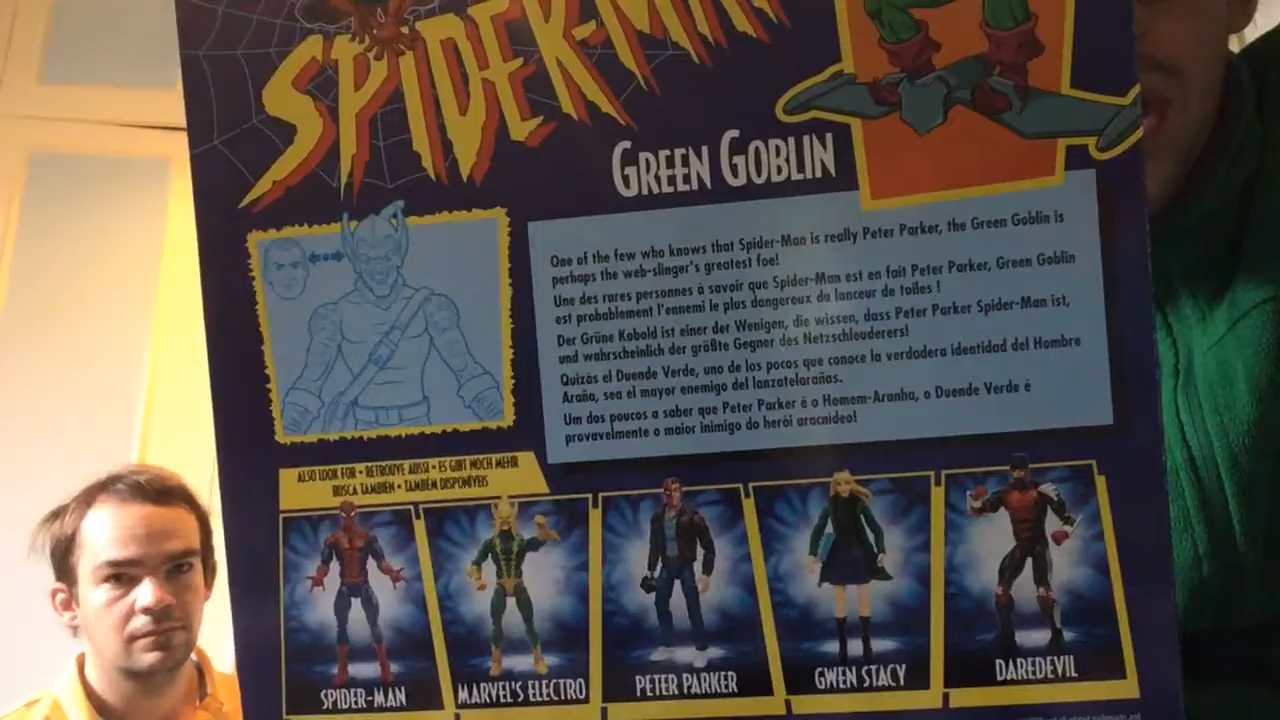 SPIDER-MAN
GREEN GOBLIN
One of the few who knows that Spider-Man is really Peter Parker, the Green Goblin is
perhaps the web-slinger's greatest foe!
Une des rares personnes à savoir que Spider-Man est en fait Peter Parker, Green Goblin
est probablement l'ennemi le plus dangereux du lanceur de toiles !
Der Grüne Kobold ist einer der Wenigen, die wissen, dass Peter Parker Spider-Man ist,
und wahrscheinlich der größte Gegner des Netzschleuderers!
Quizás el Duende Verde, uno de los pocos que conoce la verdadera identidad del Hombre
Araña, sea el mayor enemigo del lanzatelarañas.
Um dos poucos a saber que Peter Parker é o Homem-Aranha, o Duende Verde é
provavelmente o maior inimigo do herói aracnídeo!
ALSO LOOK FOR • RETROUVE AUSSI • ES GIBT NOCH MEHR
BUSCA TAMBIÉN • TAMBÉM DISPONÍVEIS
SPIDER-MAN
MARVEL'S ELECTRO
PETER PARKER
GWEN STACY
DAREDEVIL